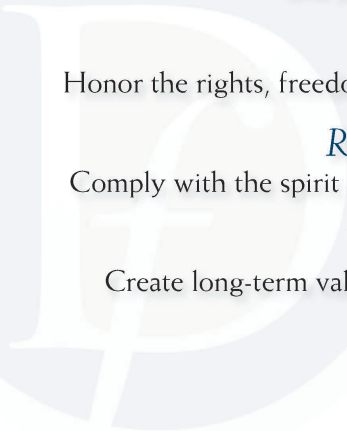 Honor the rights, freedo
R
Comply with the spirit
Create long-term val